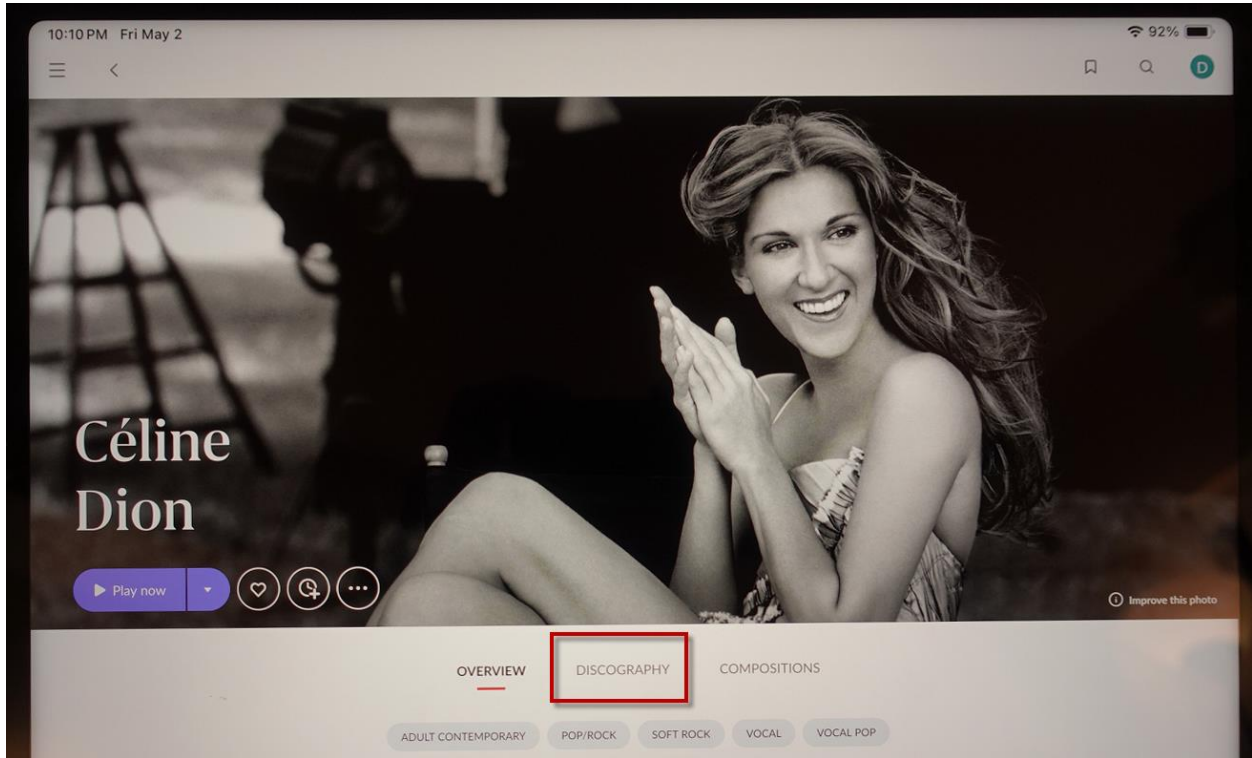 10:10 PM Fri May 2
92%
D
Céline
Dion
Play now
Improve this photo
OVERVIEW DISCOGRAPHY COMPOSITIONS
ADULT CONTEMPORARY POP/ROCK SOFT ROCK VOCAL VOCAL POP